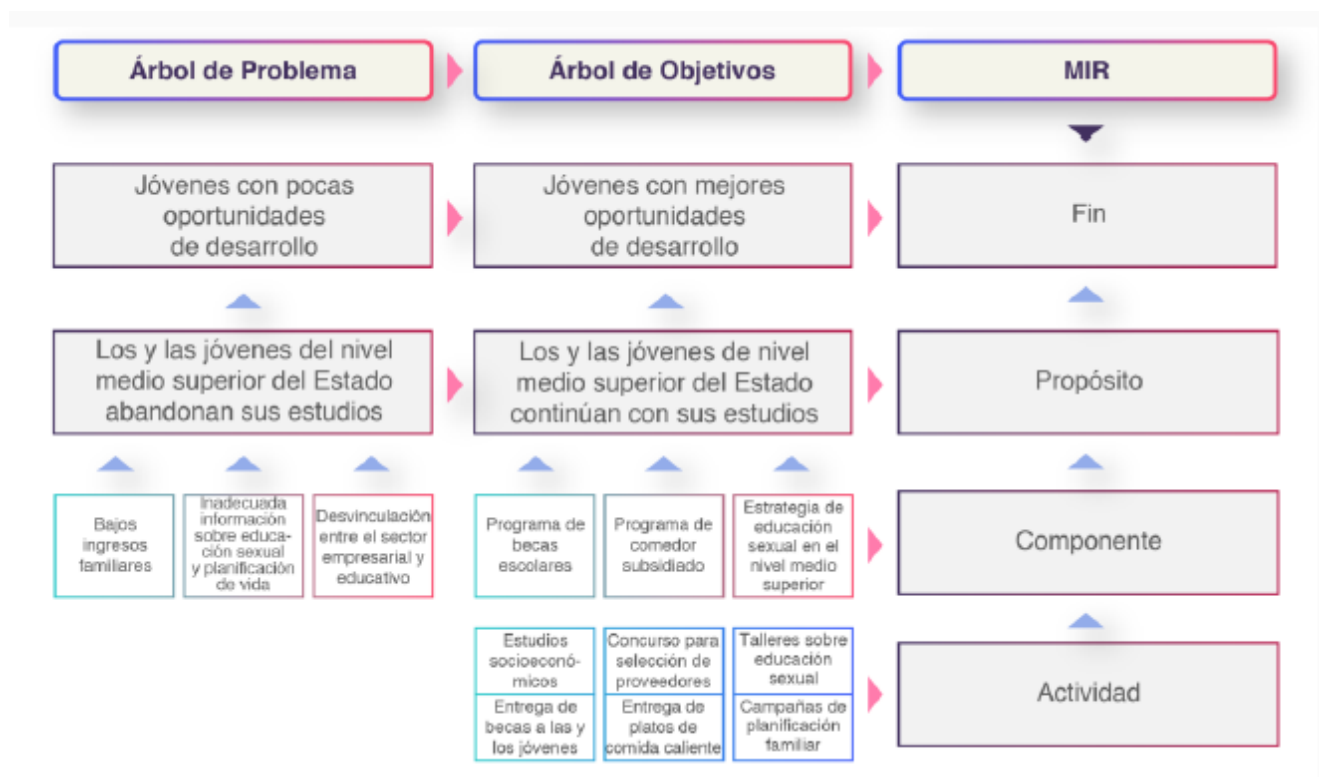 Árbol de Problema
Árbol de Objetivos
MIR
Jóvenes con pocas
oportunidades
de desarrollo
Jóvenes con mejores
oportunidades
de desarrollo
Fin
Los y las jóvenes del nivel
medio superior del Estado
abandonan sus estudios
Los y las jóvenes de nivel
medio superior del Estado
continúan con sus estudios
Propósito
Bajos
ingresos
familiares
Inadecuada
información
sobre educa-
ción sexual
y planificación
de vida
Desvinculación
entre el sector
empresarial y
educativo
Programa de
becas
escolares
Programa de
comedor
subsidiado
Estrategia de
educación
sexual en el
nivel medio
superior
Componente
Estudios
socioeconó-
micos
Concurso para
selección de
proveedores
Talleres sobre
educación
sexual
Entrega de
becas a las y
los jóvenes
Entrega de
platos de
comida caliente
Campañas de
planificación
familiar
Actividad